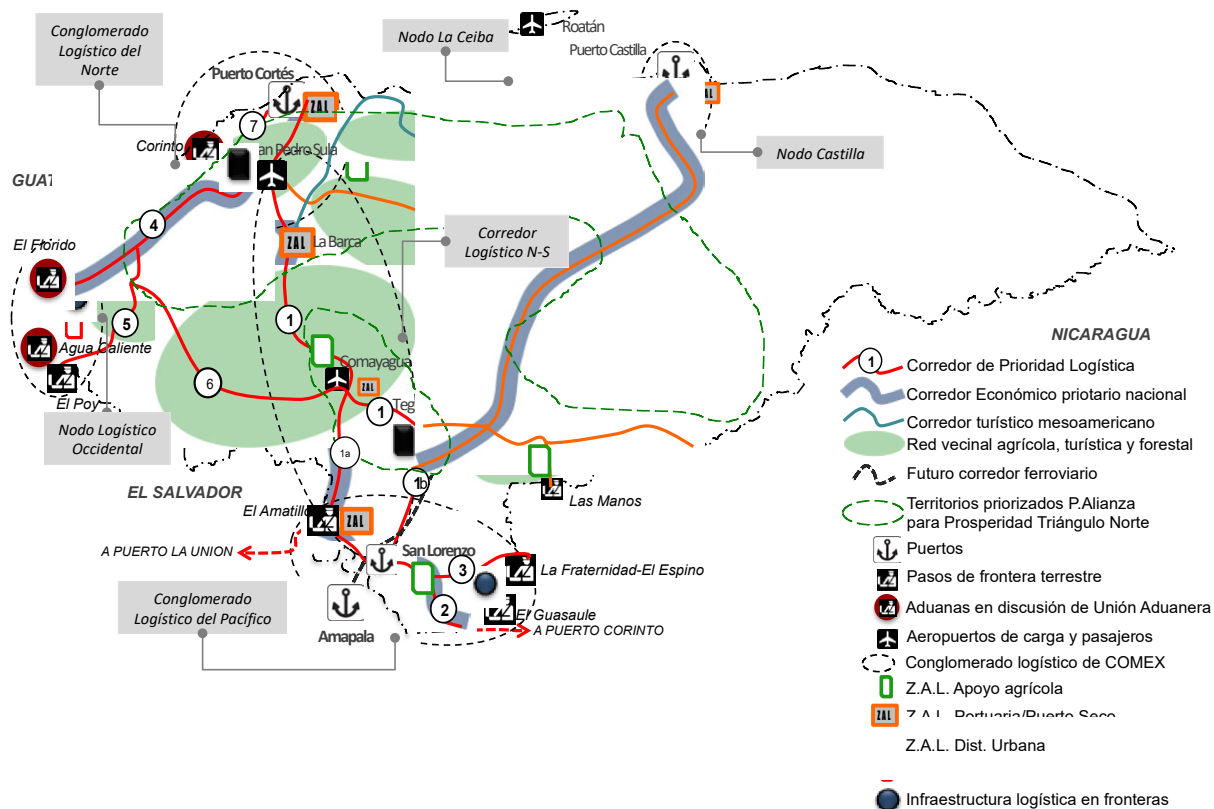 Conglomerado
Logístico del
Norte
Nodo La Ceiba
Roatán
Puerto Castilla
Puerto Cortés
ZAL
7
Corinto
an Pedro Sula
Nodo Castilla
GUAT
4
El Florido
ZAL
La Barca
Corredor
Logístico N-S
1
5
Agua Caliente
El Poy
6
Comayagua
ZAL
1
Teg
Nodo Logístico
Occidental
1a
1b
EL SALVADOR
El Amatillo
ZAL
Las Manos
A PUERTO LA UNION
San Lorenzo
3
La Fraternidad-El Espino
Conglomerado
Logístico del Pacífico
Amapala
2
El Guasaule
A PUERTO CORINTO
NICARAGUA
1
Corredor de Prioridad Logística
Corredor Económico priotario nacional
Corredor turístico mesoamericano
Red vecinal agrícola, turística y forestal
Futuro corredor ferroviario
Territorios priorizados P.Alianza
para Prosperidad Triángulo Norte
Puertos
Pasos de frontera terrestre
Aduanas en discusión de Unión Aduanera
Aeropuertos de carga y pasajeros
Conglomerado logístico de COMEX
Z.A.L. Apoyo agrícola
ZAL
Z.A.L. Portuaria/Puerto Seco
Z.A.L. Dist. Urbana
Infraestructura logística en fronteras